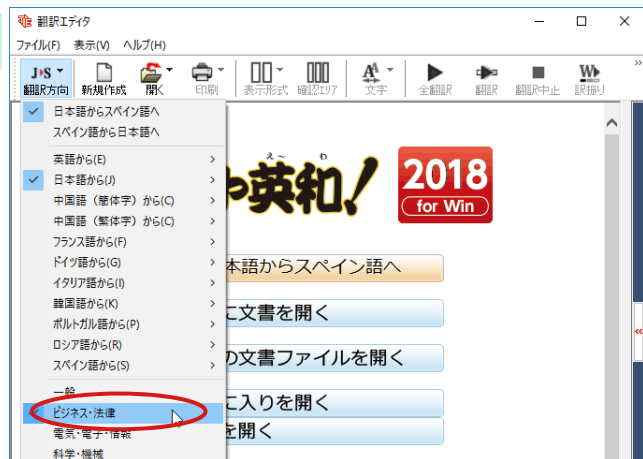 翻訳エディタ
ファイル(F) 表示(V) ヘルプ(H)
J▸S
翻訳方向 新規作成 開く 印刷 表示形式 確認エリア 文字 全翻訳 翻訳 翻訳中止 訳振り
日本語からスペイン語へ
スペイン語から日本語へ
英語から(E)
日本語から(J)
中国語（簡体字）から(C)
中国語（繁体字）から(C)
フランス語から(F)
ドイツ語から(G)
イタリア語から(I)
韓国語から(K)
ポルトガル語から(P)
ロシア語から(R)
スペイン語から(S)
一般
ビジネス・法律
電気・電子・情報
科学・機械
え～ わ
や英和! 2018
for Win
本語からスペイン語へ
に文書を開く
の文書ファイルを開く
に入りを開く
を開く